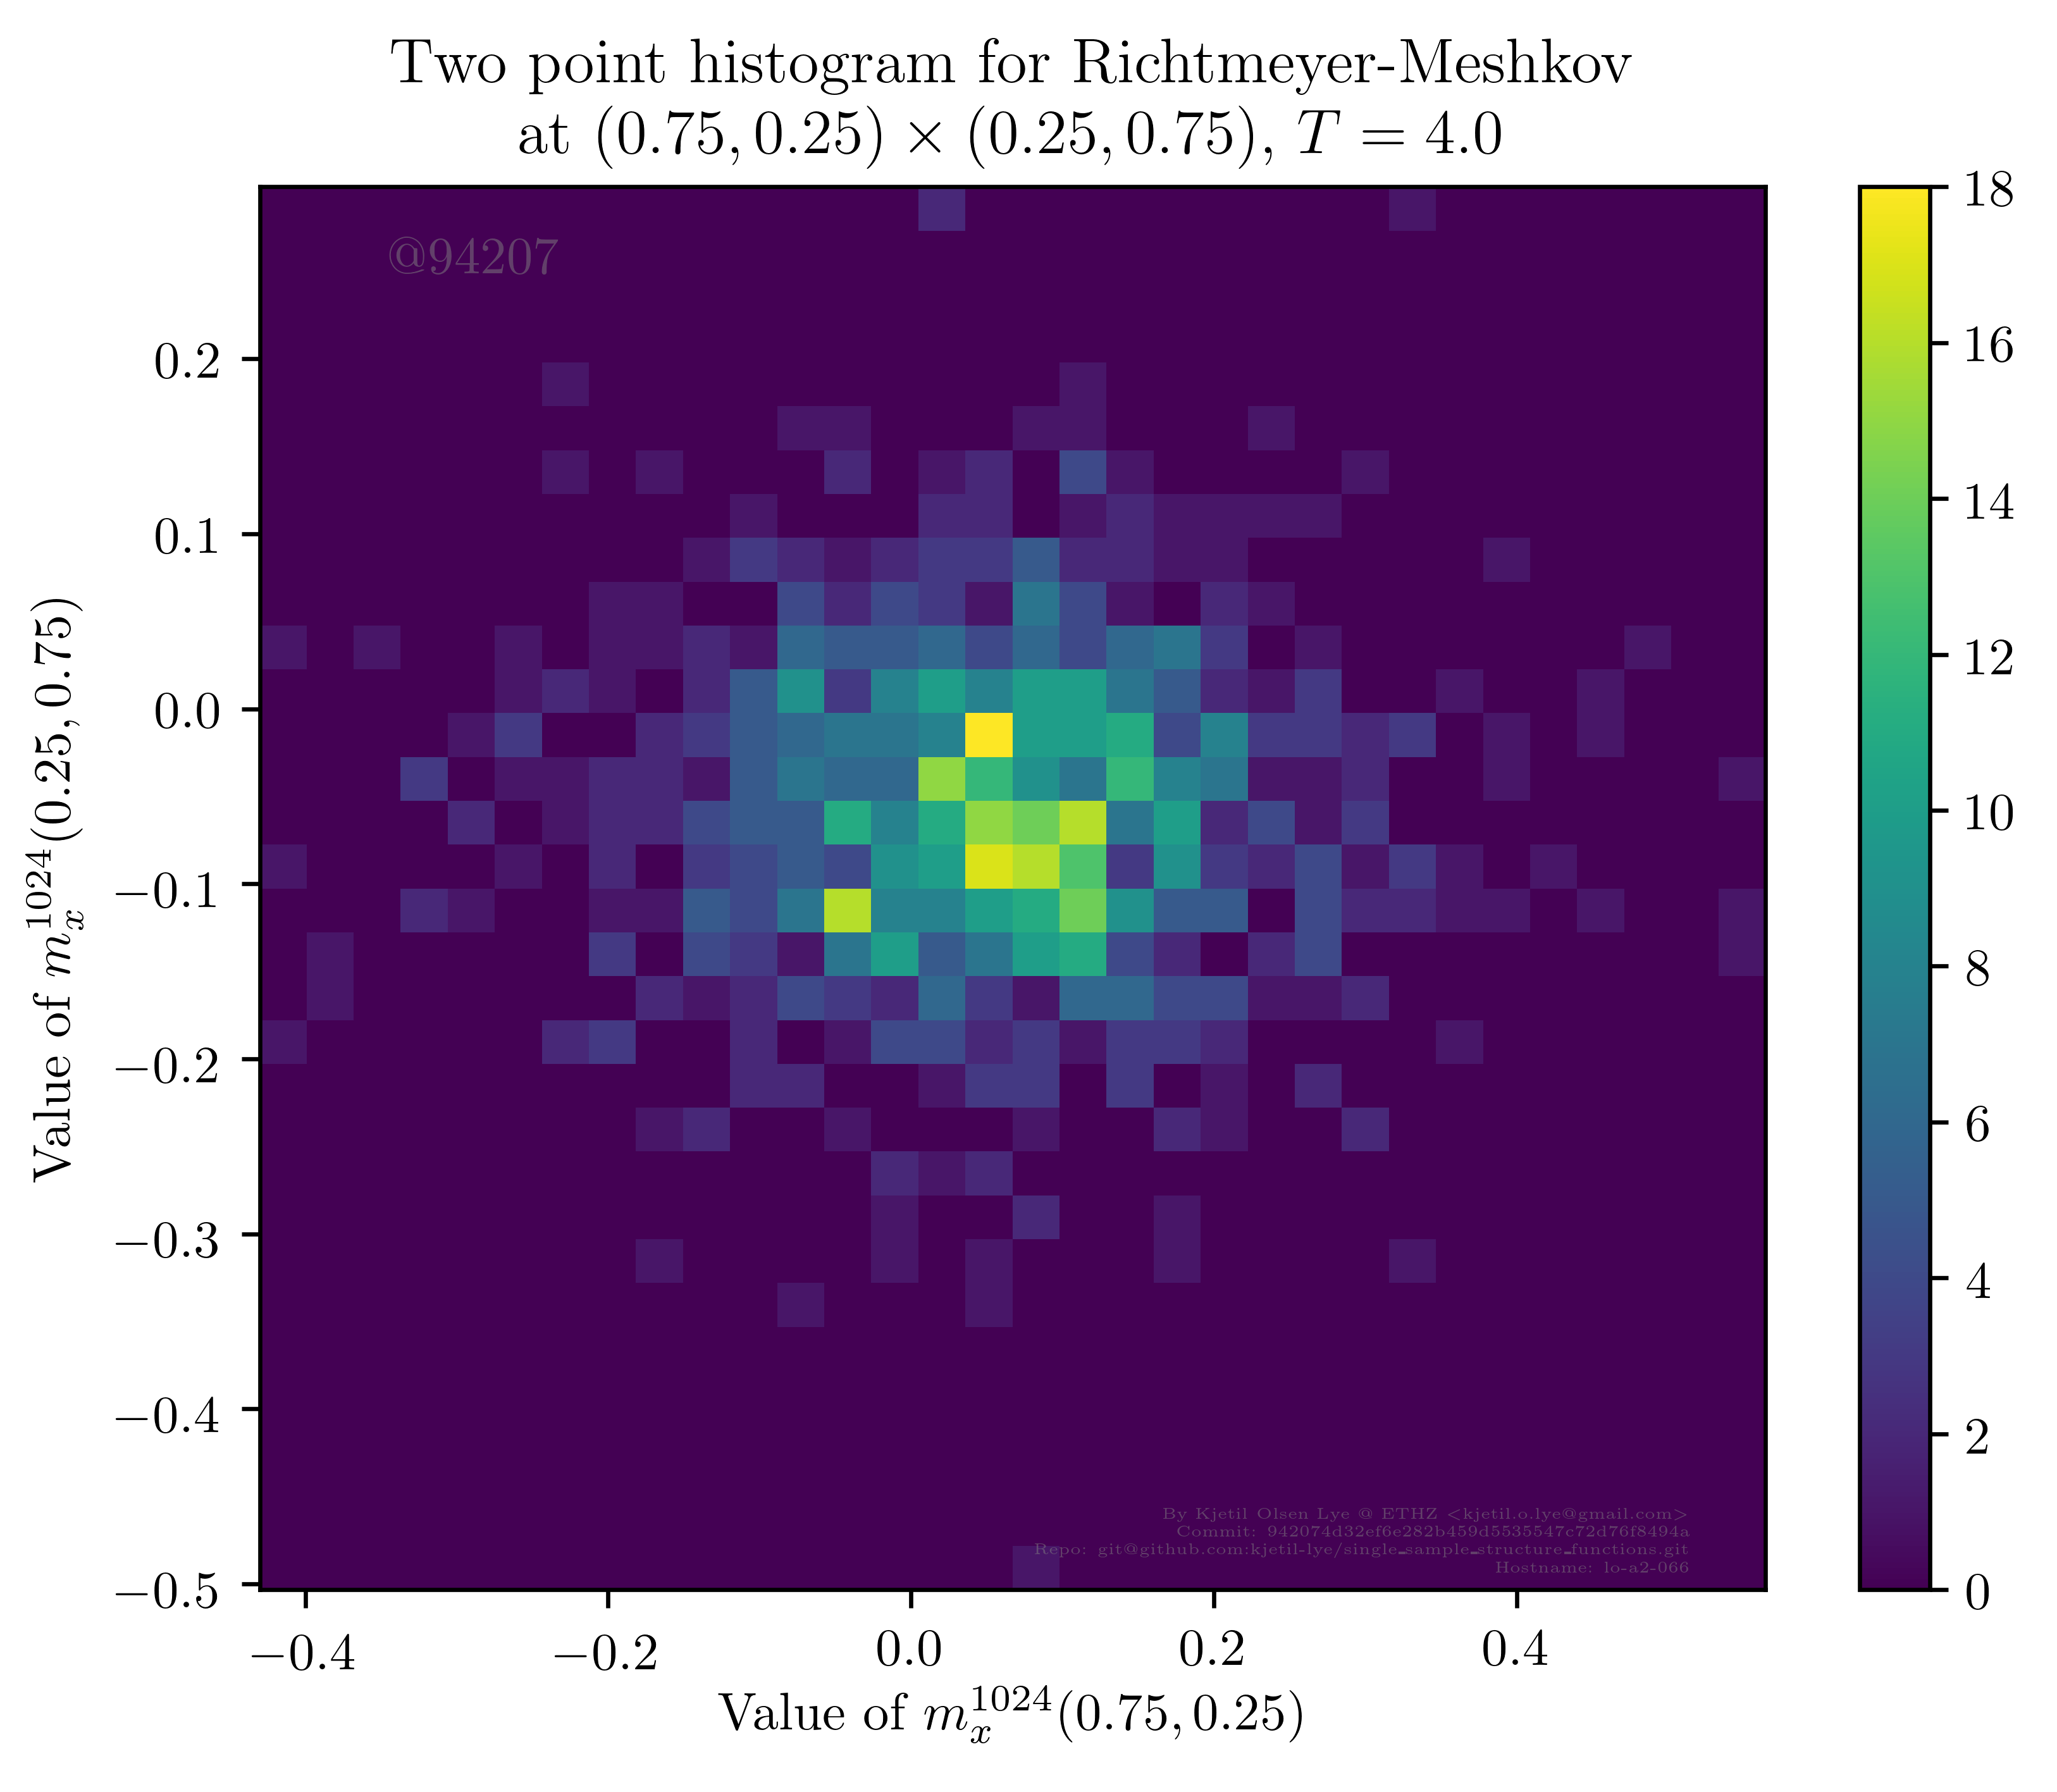 Two point histogram for Richtmeyer-Meshkov
at (0.75, 0.25) × (0.25, 0.75), T = 4.0
@94207
Value of m_x^1024(0.25, 0.75)
0.2
0.1
0.0
−0.1
−0.2
−0.3
−0.4
−0.5
−0.4 −0.2 0.0 0.2 0.4
Value of m_x^1024(0.75, 0.25)
18
16
14
12
10
8
6
4
2
0
By Kjetil Olsen Lye @ ETHZ <kjetil.o.lye@gmail.com>
Commit: 942074d32ef6e282b459d5535547c72d76f8494a
Repo: git@github.com:kjetil-lye/single_sample_structure_functions.git
Hostname: lo-a2-066